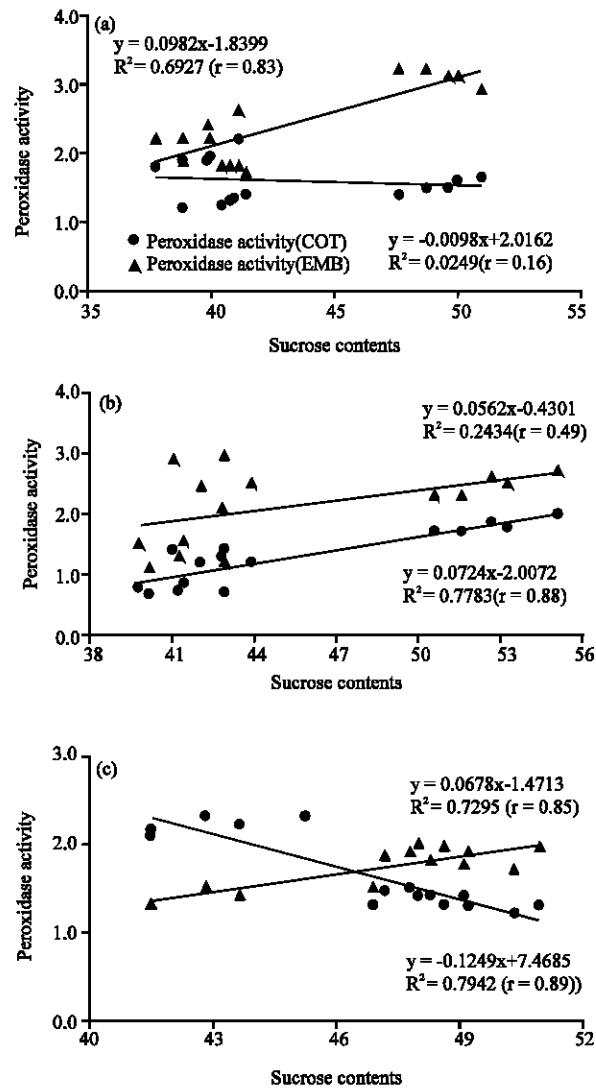 (a)
y = 0.0982x-1.8399
R² = 0.6927 (r = 0.83)
4.0
3.0
2.0
1.0
0.0
Peroxidase activity
Peroxidase activity(COT)
Peroxidase activity(EMB)
y = -0.0098x+2.0162
R² = 0.0249(r = 0.16)
35 40 45 50 55
Sucrose contents
(b)
y = 0.0562x-0.4301
R² = 0.2434(r = 0.49)
4.0
3.0
2.0
1.0
0.0
Peroxidase activity
y = 0.0724x-2.0072
R² = 0.7783(r = 0.88)
38 41 44 47 50 53 56
Sucrose contents
(c)
y = 0.0678x-1.4713
R² = 0.7295 (r = 0.85)
3.0
2.0
1.0
0.0
Peroxidase activity
y = -0.1249x+7.4685
R² = 0.7942 (r = 0.89))
40 43 46 49 52
Sucrose contents